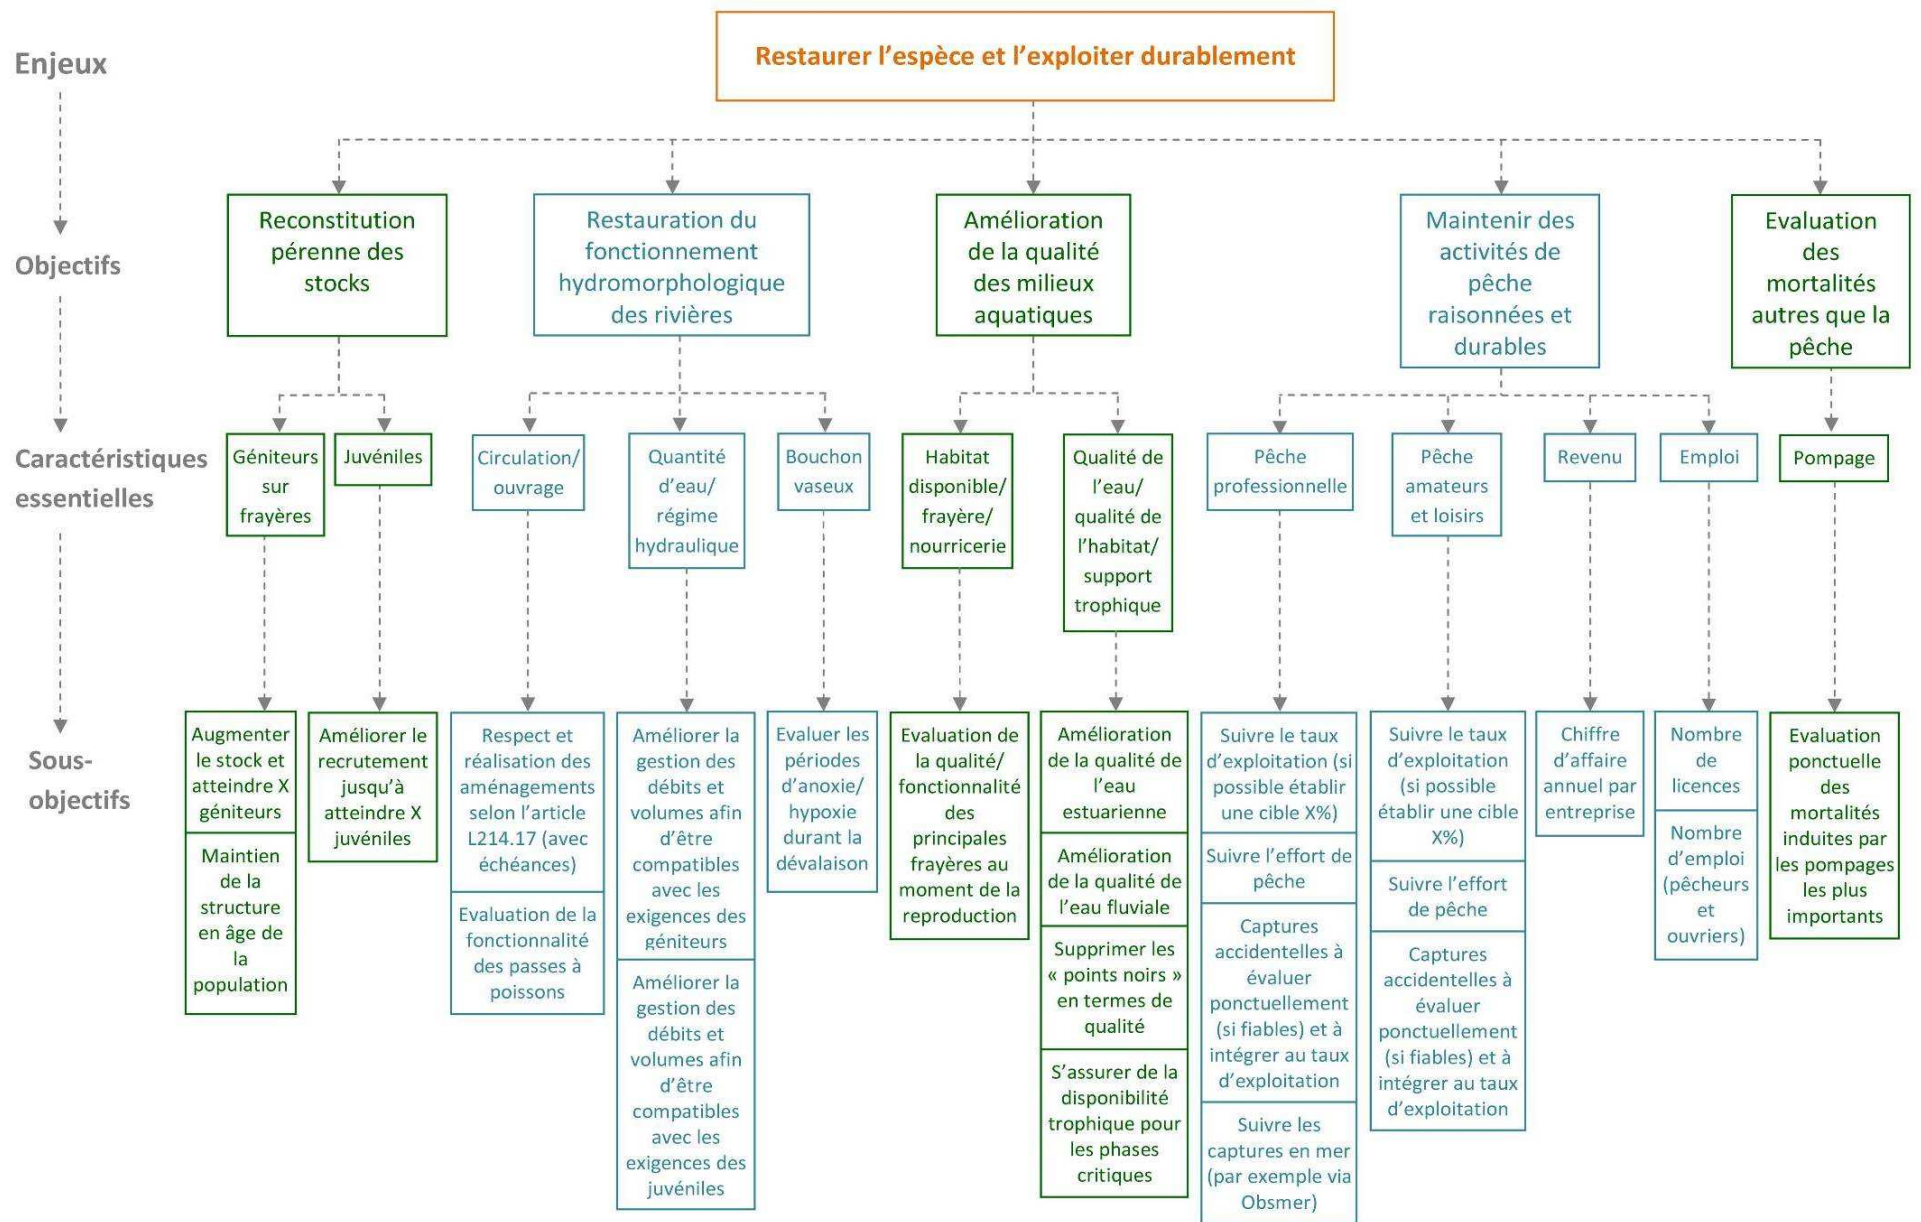 Enjeux
Restaurer l’espèce et l’exploiter durablement
Objectifs
Reconstitution
pérenne des
stocks
Restauration du
fonctionnement
hydromorphologique
des rivières
Amélioration
de la qualité
des milieux
aquatiques
Maintenir des
activités de
pêche
raisonnées et
durables
Evaluation
des
mortalités
autres que la
pêche
Caractéristiques
essentielles
Géniteurs
sur
frayères
Juvéniles
Circulation/
ouvrage
Quantité
d’eau/
régime
hydraulique
Bouchon
vaseux
Habitat
disponible/
frayère/
nourricerie
Qualité de
l’eau/
qualité de
l’habitat/
support
trophique
Pêche
professionnelle
Pêche
amateurs
et loisirs
Revenu
Emploi
Pompage
Sous-
objectifs
Augmenter
le stock et
atteindre X
géniteurs
Maintien
de la
structure
en âge de
la
population
Améliorer le
recrutement
jusqu’à
atteindre X
juvéniles
Respect et
réalisation des
aménagements
selon l’article
L214.17 (avec
échéances)
Evaluation de la
fonctionnalité
des passes à
poissons
Améliorer la
gestion des
débits et
volumes afin
d’être
compatibles
avec les
exigences des
géniteurs
Améliorer la
gestion des
débits et
volumes afin
d’être
compatibles
avec les
exigences des
juvéniles
Evaluer les
périodes
d’anoxie/
hypoxie
durant la
dévalaison
Evaluation de
la qualité/
fonctionnalité
des
principales
frayères au
moment de la
reproduction
Amélioration
de la qualité de
l’eau
estuarienne
Amélioration
de la qualité de
l’eau fluviale
Supprimer les
« points noirs »
en termes de
qualité
S’assurer de la
disponibilité
trophique pour
les phases
critiques
Suivre le taux
d’exploitation (si
possible établir
une cible X%)
Suivre l’effort de
pêche
Captures
accidentelles à
évaluer
ponctuellement
(si fiables) et à
intégrer au taux
d’exploitation
Suivre les
captures en mer
(par exemple via
Obsmer)
Suivre le taux
d’exploitation
(si possible
établir une cible
X%)
Suivre l’effort
de pêche
Captures
accidentelles à
évaluer
ponctuellement
(si fiables) et à
intégrer au taux
d’exploitation
Chiffre
d’affaire
annuel par
entreprise
Nombre
de
licences
Nombre
d’emploi
(pêcheurs
et
ouvriers)
Evaluation
ponctuelle
des
mortalités
induites par
les pompages
les plus
importants